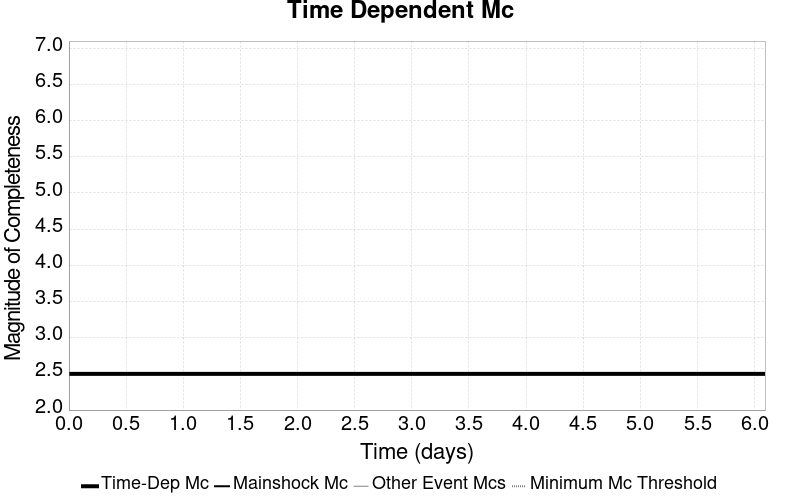 Time Dependent Mc
Magnitude of Completeness
7.0
6.5
6.0
5.5
5.0
4.5
4.0
3.5
3.0
2.5
2.0
0.0 0.5 1.0 1.5 2.0 2.5 3.0 3.5 4.0 4.5 5.0 5.5 6.0
Time (days)
Time-Dep Mc Mainshock Mc Other Event Mcs Minimum Mc Threshold